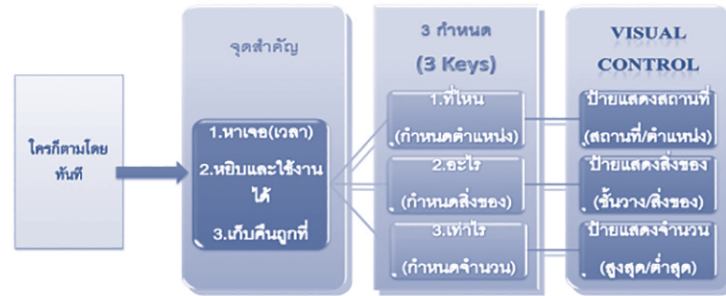 ใครก็ตามโดย
ทันที
จุดสำคัญ
1.หาเจอ(เวลา)
2.หยิบและใช้งาน
ได้
3.เก็บคืนถูกที่
3 กำหนด
(3 Keys)
1.ที่ไหน
(กำหนดตำแหน่ง)
2.อะไร
(กำหนดสิ่งของ)
3.เท่าไร
(กำหนดจำนวน)
VISUAL
CONTROL
ป้ายแสดงสถานที่
(สถานที่/ตำแหน่ง)
ป้ายแสดงสิ่งของ
(ชั้นวาง/สิ่งของ)
ป้ายแสดงจำนวน
(สูงสุด/ต่ำสุด)